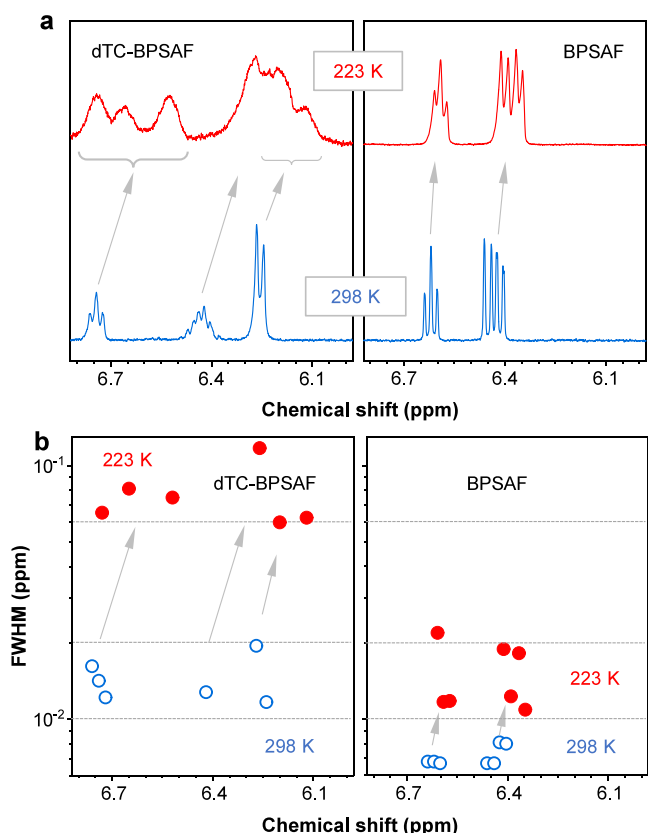 a
dTC-BPSAF
223 K
BPSAF
298 K
6.7 6.4 6.1 6.7 6.4 6.1
Chemical shift (ppm)
b
10⁻¹
223 K
dTC-BPSAF
BPSAF
FWHM (ppm)
223 K
10⁻²
298 K
298 K
6.7 6.4 6.1 6.7 6.4 6.1
Chemical shift (ppm)